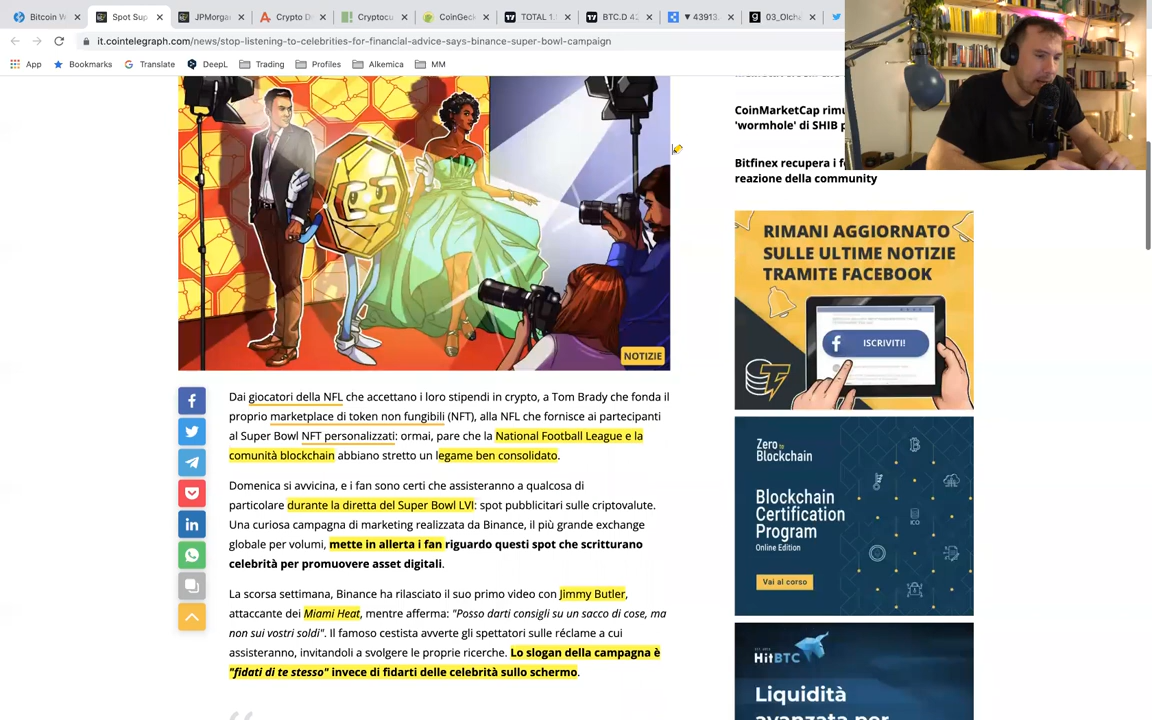 Bitcoin W
Spot Sup
JPMorga
Crypto D
Cryptocu
CoinGeck
TOTAL 1.
BTC.D 42
▼ 43913.
03_Olcha
it.cointelegraph.com/news/stop-listening-to-celebrities-for-financial-advice-says-binance-super-bowl-campaign
App
Bookmarks
Translate
DeepL
Trading
Profiles
Alkemica
MM
CoinMarketCap rimu
'wormhole' di SHIB p
Bitfinex recupera i f
reazione della community
NOTIZIE
RIMANI AGGIORNATO
SULLE ULTIME NOTIZIE
TRAMITE FACEBOOK
ISCRIVITI!
Dai giocatori della NFL che accettano i loro stipendi in crypto, a Tom Brady che fonda il
proprio marketplace di token non fungibili (NFT), alla NFL che fornisce ai partecipanti
al Super Bowl NFT personalizzati: ormai, pare che la National Football League e la
comunità blockchain abbiano stretto un legame ben consolidato.
Domenica si avvicina, e i fan sono certi che assisteranno a qualcosa di
particolare durante la diretta del Super Bowl LVI: spot pubblicitari sulle criptovalute.
Una curiosa campagna di marketing realizzata da Binance, il più grande exchange
globale per volumi, mette in allerta i fan riguardo questi spot che scritturano
celebrità per promuovere asset digitali.
La scorsa settimana, Binance ha rilasciato il suo primo video con Jimmy Butler,
attaccante dei Miami Heat, mentre afferma: "Posso darti consigli su un sacco di cose, ma
non sui vostri soldi". Il famoso cestista avverte gli spettatori sulle réclame a cui
assisteranno, invitandoli a svolgere le proprie ricerche. Lo slogan della campagna è
"fidati di te stesso" invece di fidarti delle celebrità sullo schermo.
Zero to
Blockchain
Blockchain
Certification
Program
Online Edition
Vai al corso
HitBTC
Liquidità
avanzata per